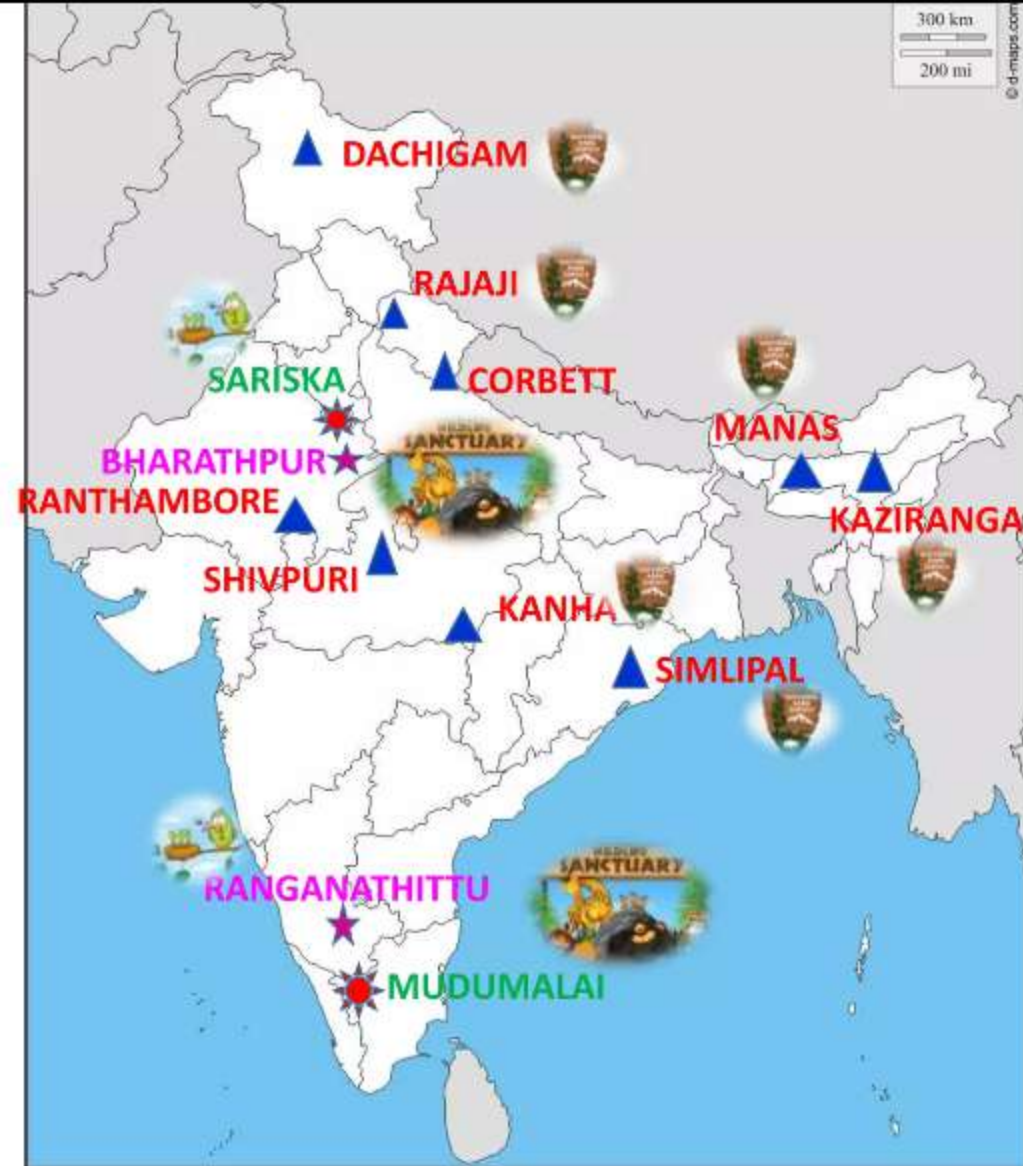 300 km
200 mi
© d-maps.com
DACHIGAM
RAJAJI
SARISKA
CORBETT
SANCTUARY
MANAS
BHARATHPUR
RANTHAMBORE
KAZIRANGA
SHIVPURI
KANHA
SIMLIPAL
SANCTUARY
RANGANATHITTU
MUDUMALAI